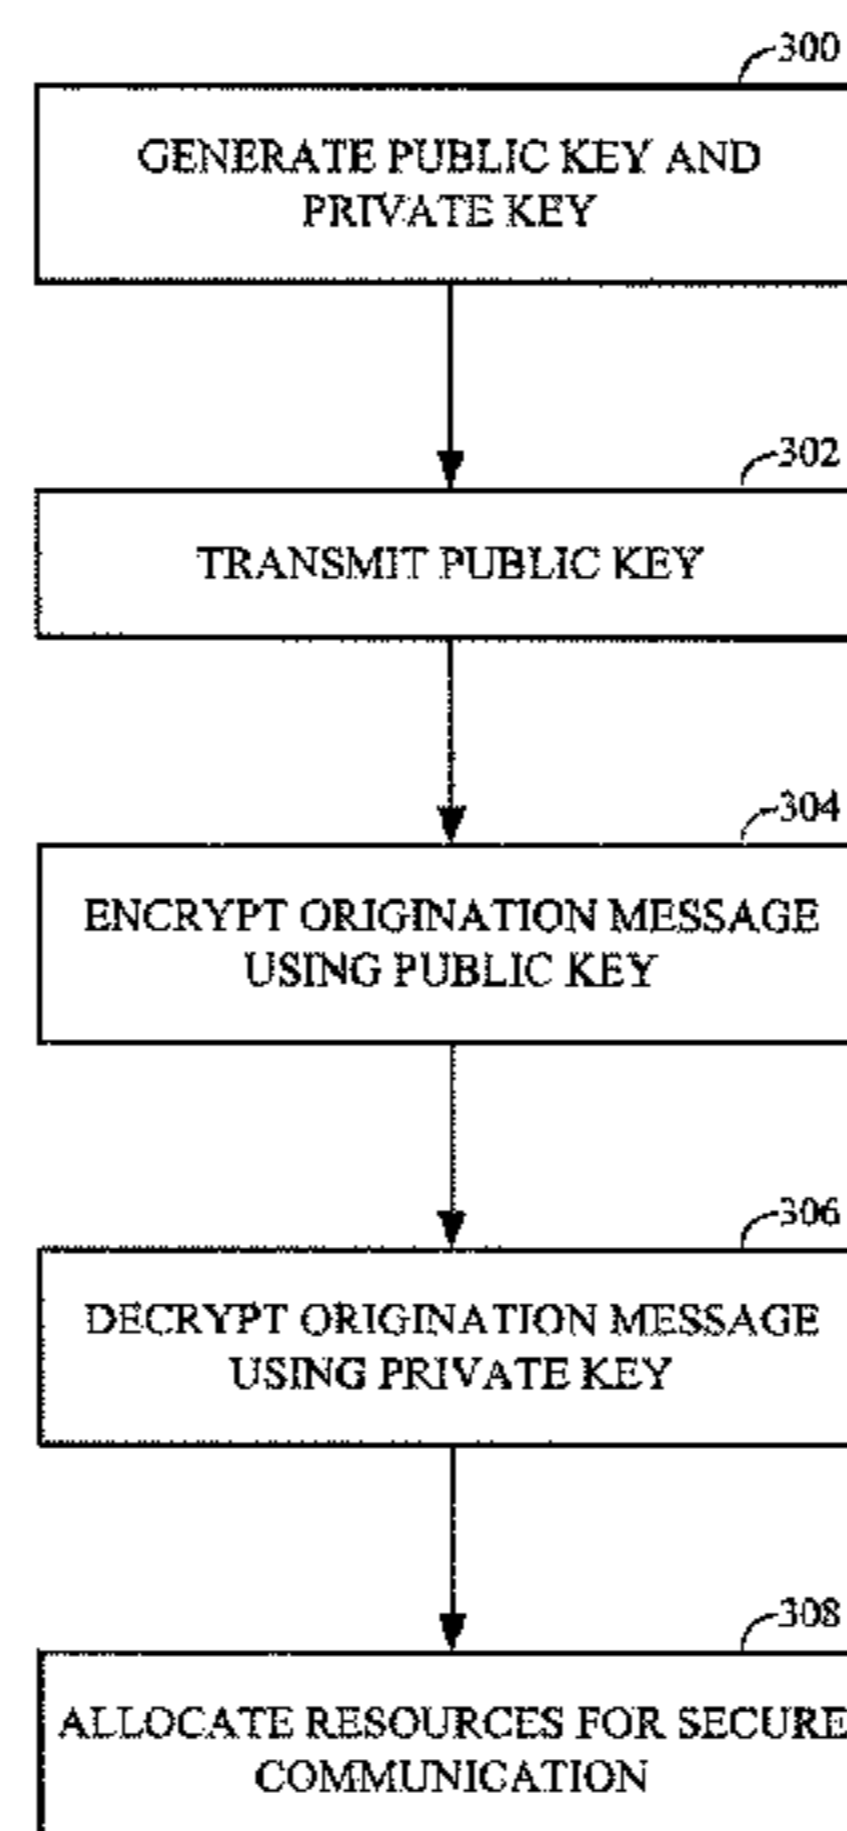 300
GENERATE PUBLIC KEY AND
PRIVATE KEY
302
TRANSMIT PUBLIC KEY
304
ENCRYPT ORIGINATION MESSAGE
USING PUBLIC KEY
306
DECRYPT ORIGINATION MESSAGE
USING PRIVATE KEY
308
ALLOCATE RESOURCES FOR SECURE
COMMUNICATION